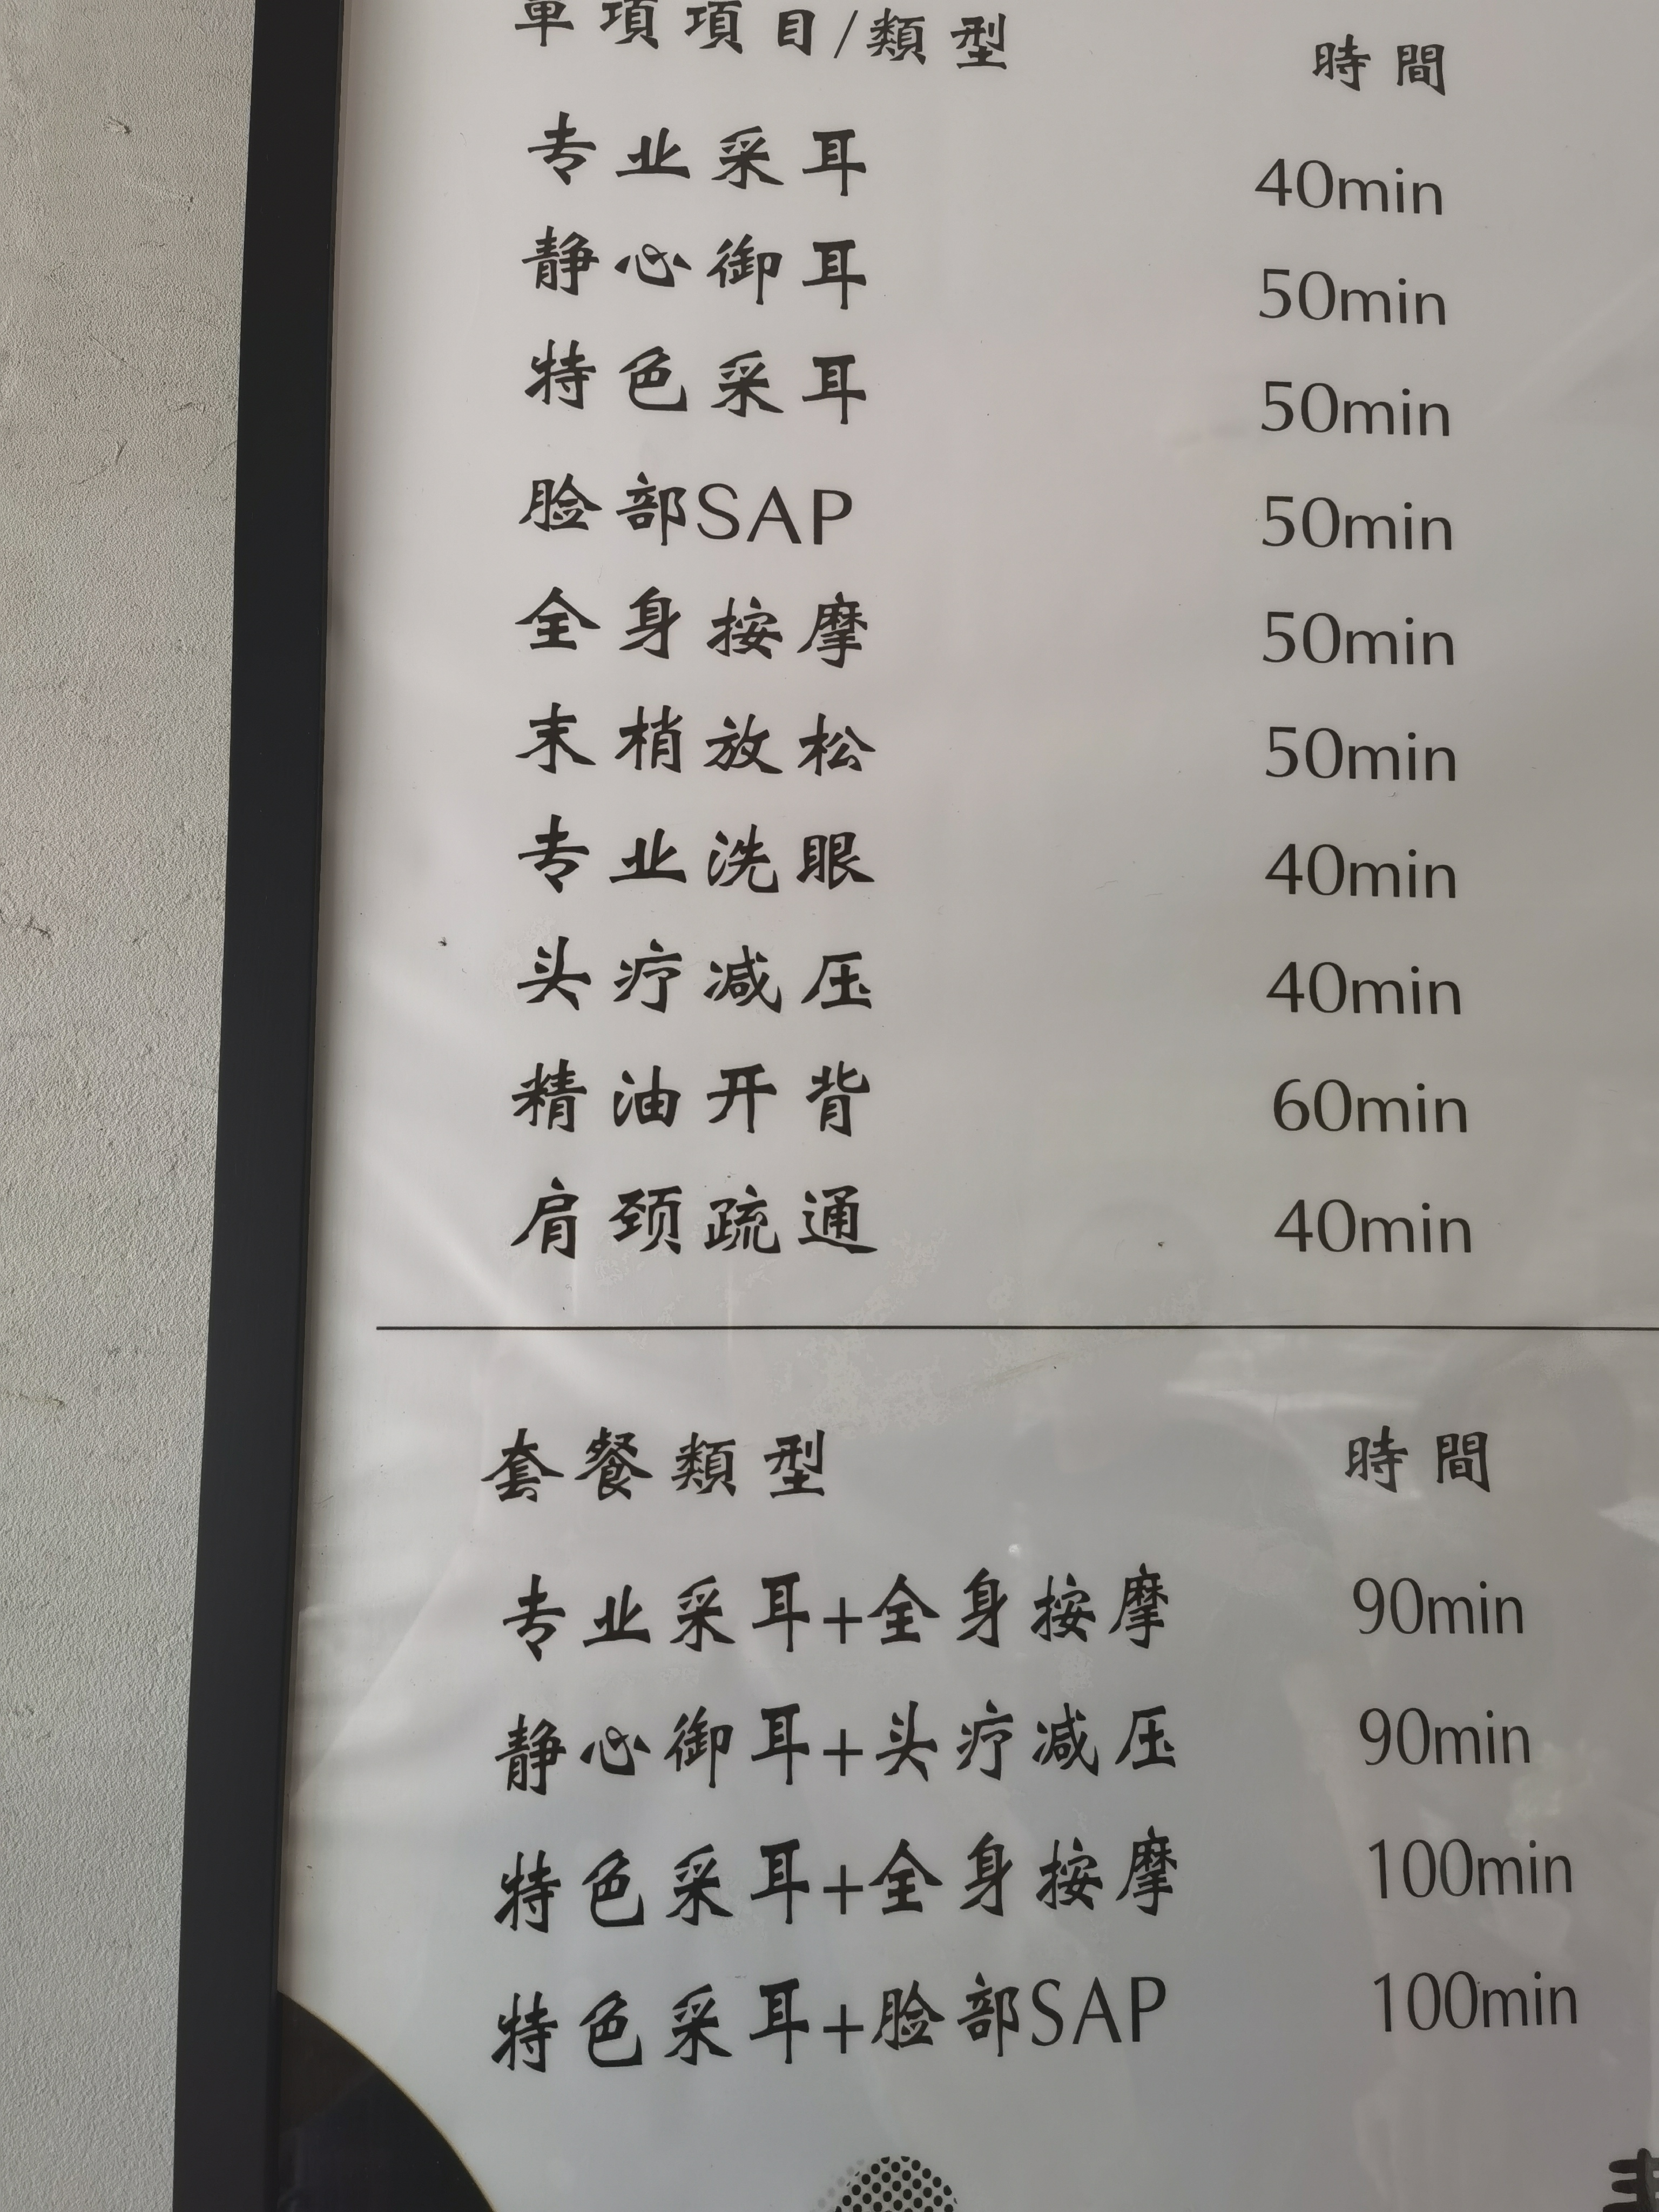 單項項目/類型 時間
专业采耳 40min
静心御耳 50min
特色采耳 50min
脸部SAP 50min
全身按摩 50min
末梢放松 50min
专业洗眼 40min
头疗减压 40min
精油开背 60min
肩颈疏通 40min
套餐類型 時間
专业采耳+全身按摩 90min
静心御耳+头疗减压 90min
特色采耳+全身按摩 100min
特色采耳+脸部SAP 100min